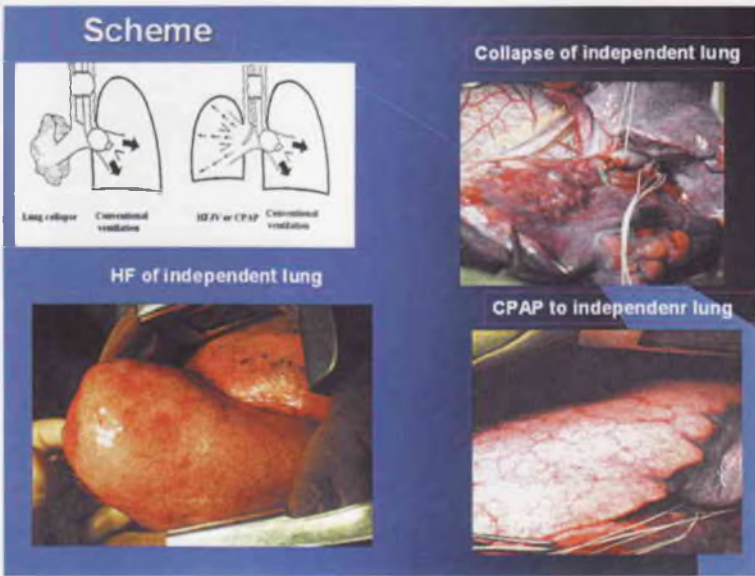 Scheme
Collapse of independent lung
Lung collapse
Conventional
ventilation
HFJV or CPAP
Conventional
ventilation
HF of independent lung
CPAP to independenr lung